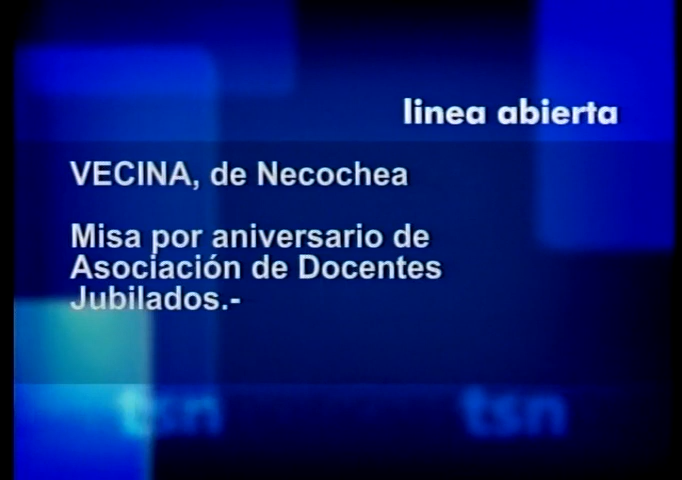 linea abierta
VECINA, de Necochea
Misa por aniversario de
Asociación de Docentes
Jubilados.-
tsn tsn